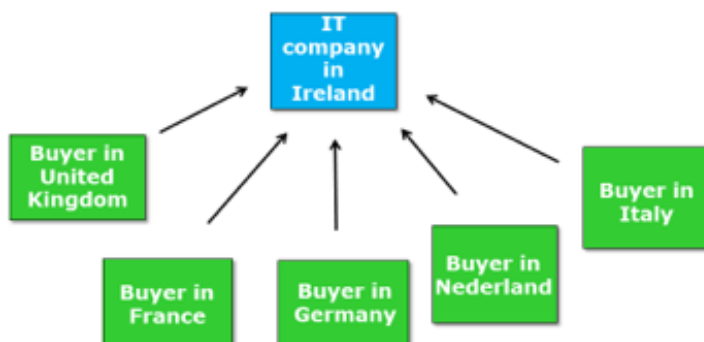 IT
company
in
Ireland
Buyer in
United
Kingdom
Buyer in
France
Buyer in
Germany
Buyer in
Nederland
Buyer in
Italy